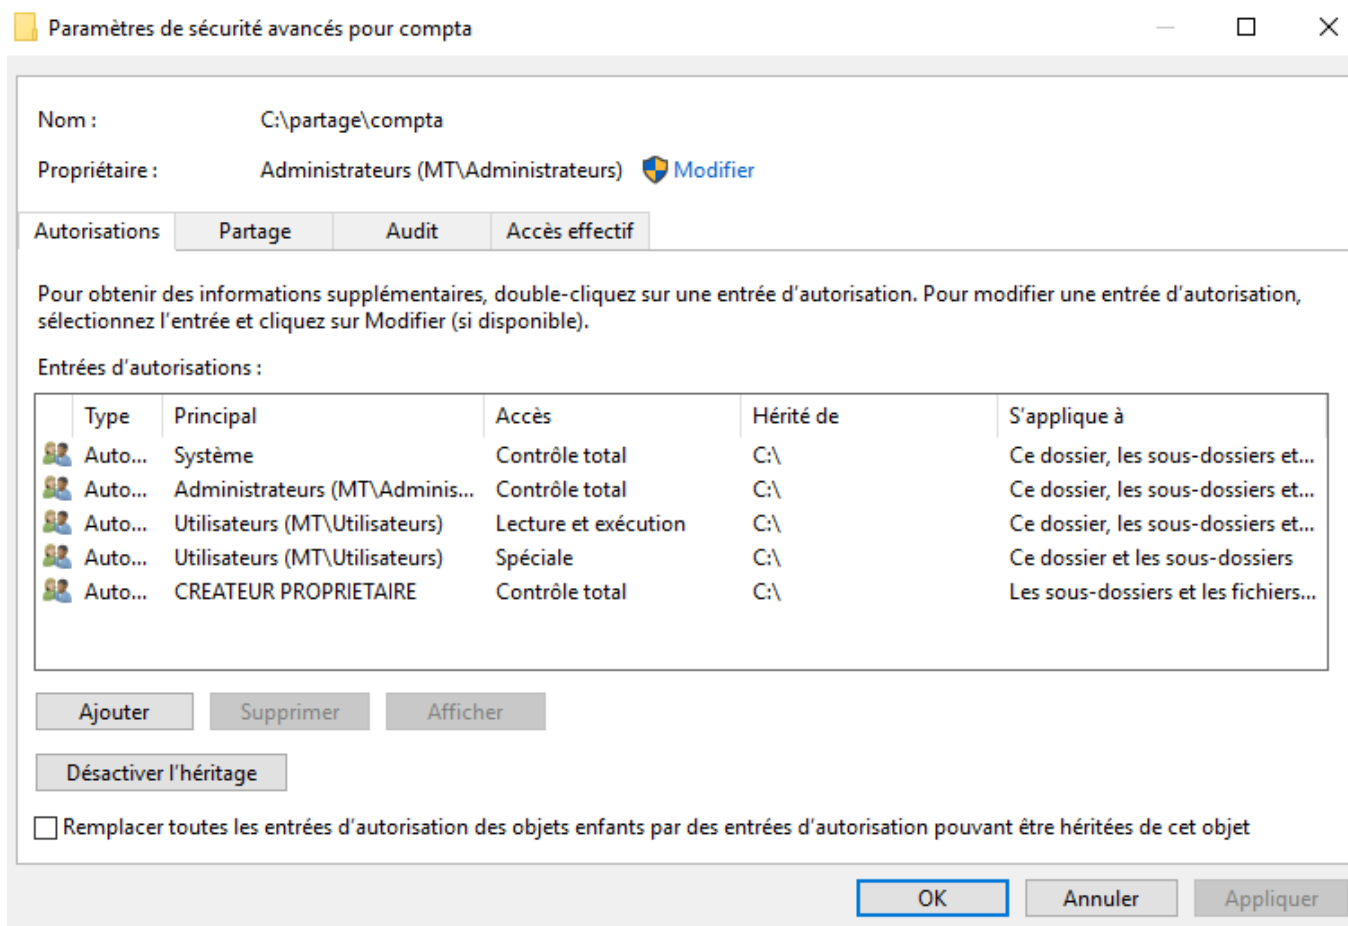 Paramètres de sécurité avancés pour compta
Nom : C:\partage\compta
Propriétaire : Administrateurs (MT\Administrateurs) Modifier
Autorisations Partage Audit Accès effectif
Pour obtenir des informations supplémentaires, double-cliquez sur une entrée d'autorisation. Pour modifier une entrée d'autorisation,
sélectionnez l'entrée et cliquez sur Modifier (si disponible).
Entrées d'autorisations :
Type Principal Accès Hérité de S'applique à
Auto... Système Contrôle total C:\ Ce dossier, les sous-dossiers et...
Auto... Administrateurs (MT\Adminis... Contrôle total C:\ Ce dossier, les sous-dossiers et...
Auto... Utilisateurs (MT\Utilisateurs) Lecture et exécution C:\ Ce dossier, les sous-dossiers et...
Auto... Utilisateurs (MT\Utilisateurs) Spéciale C:\ Ce dossier et les sous-dossiers
Auto... CREATEUR PROPRIETAIRE Contrôle total C:\ Les sous-dossiers et les fichiers...
Ajouter Supprimer Afficher
Désactiver l'héritage
Remplacer toutes les entrées d'autorisation des objets enfants par des entrées d'autorisation pouvant être héritées de cet objet
OK Annuler Appliquer